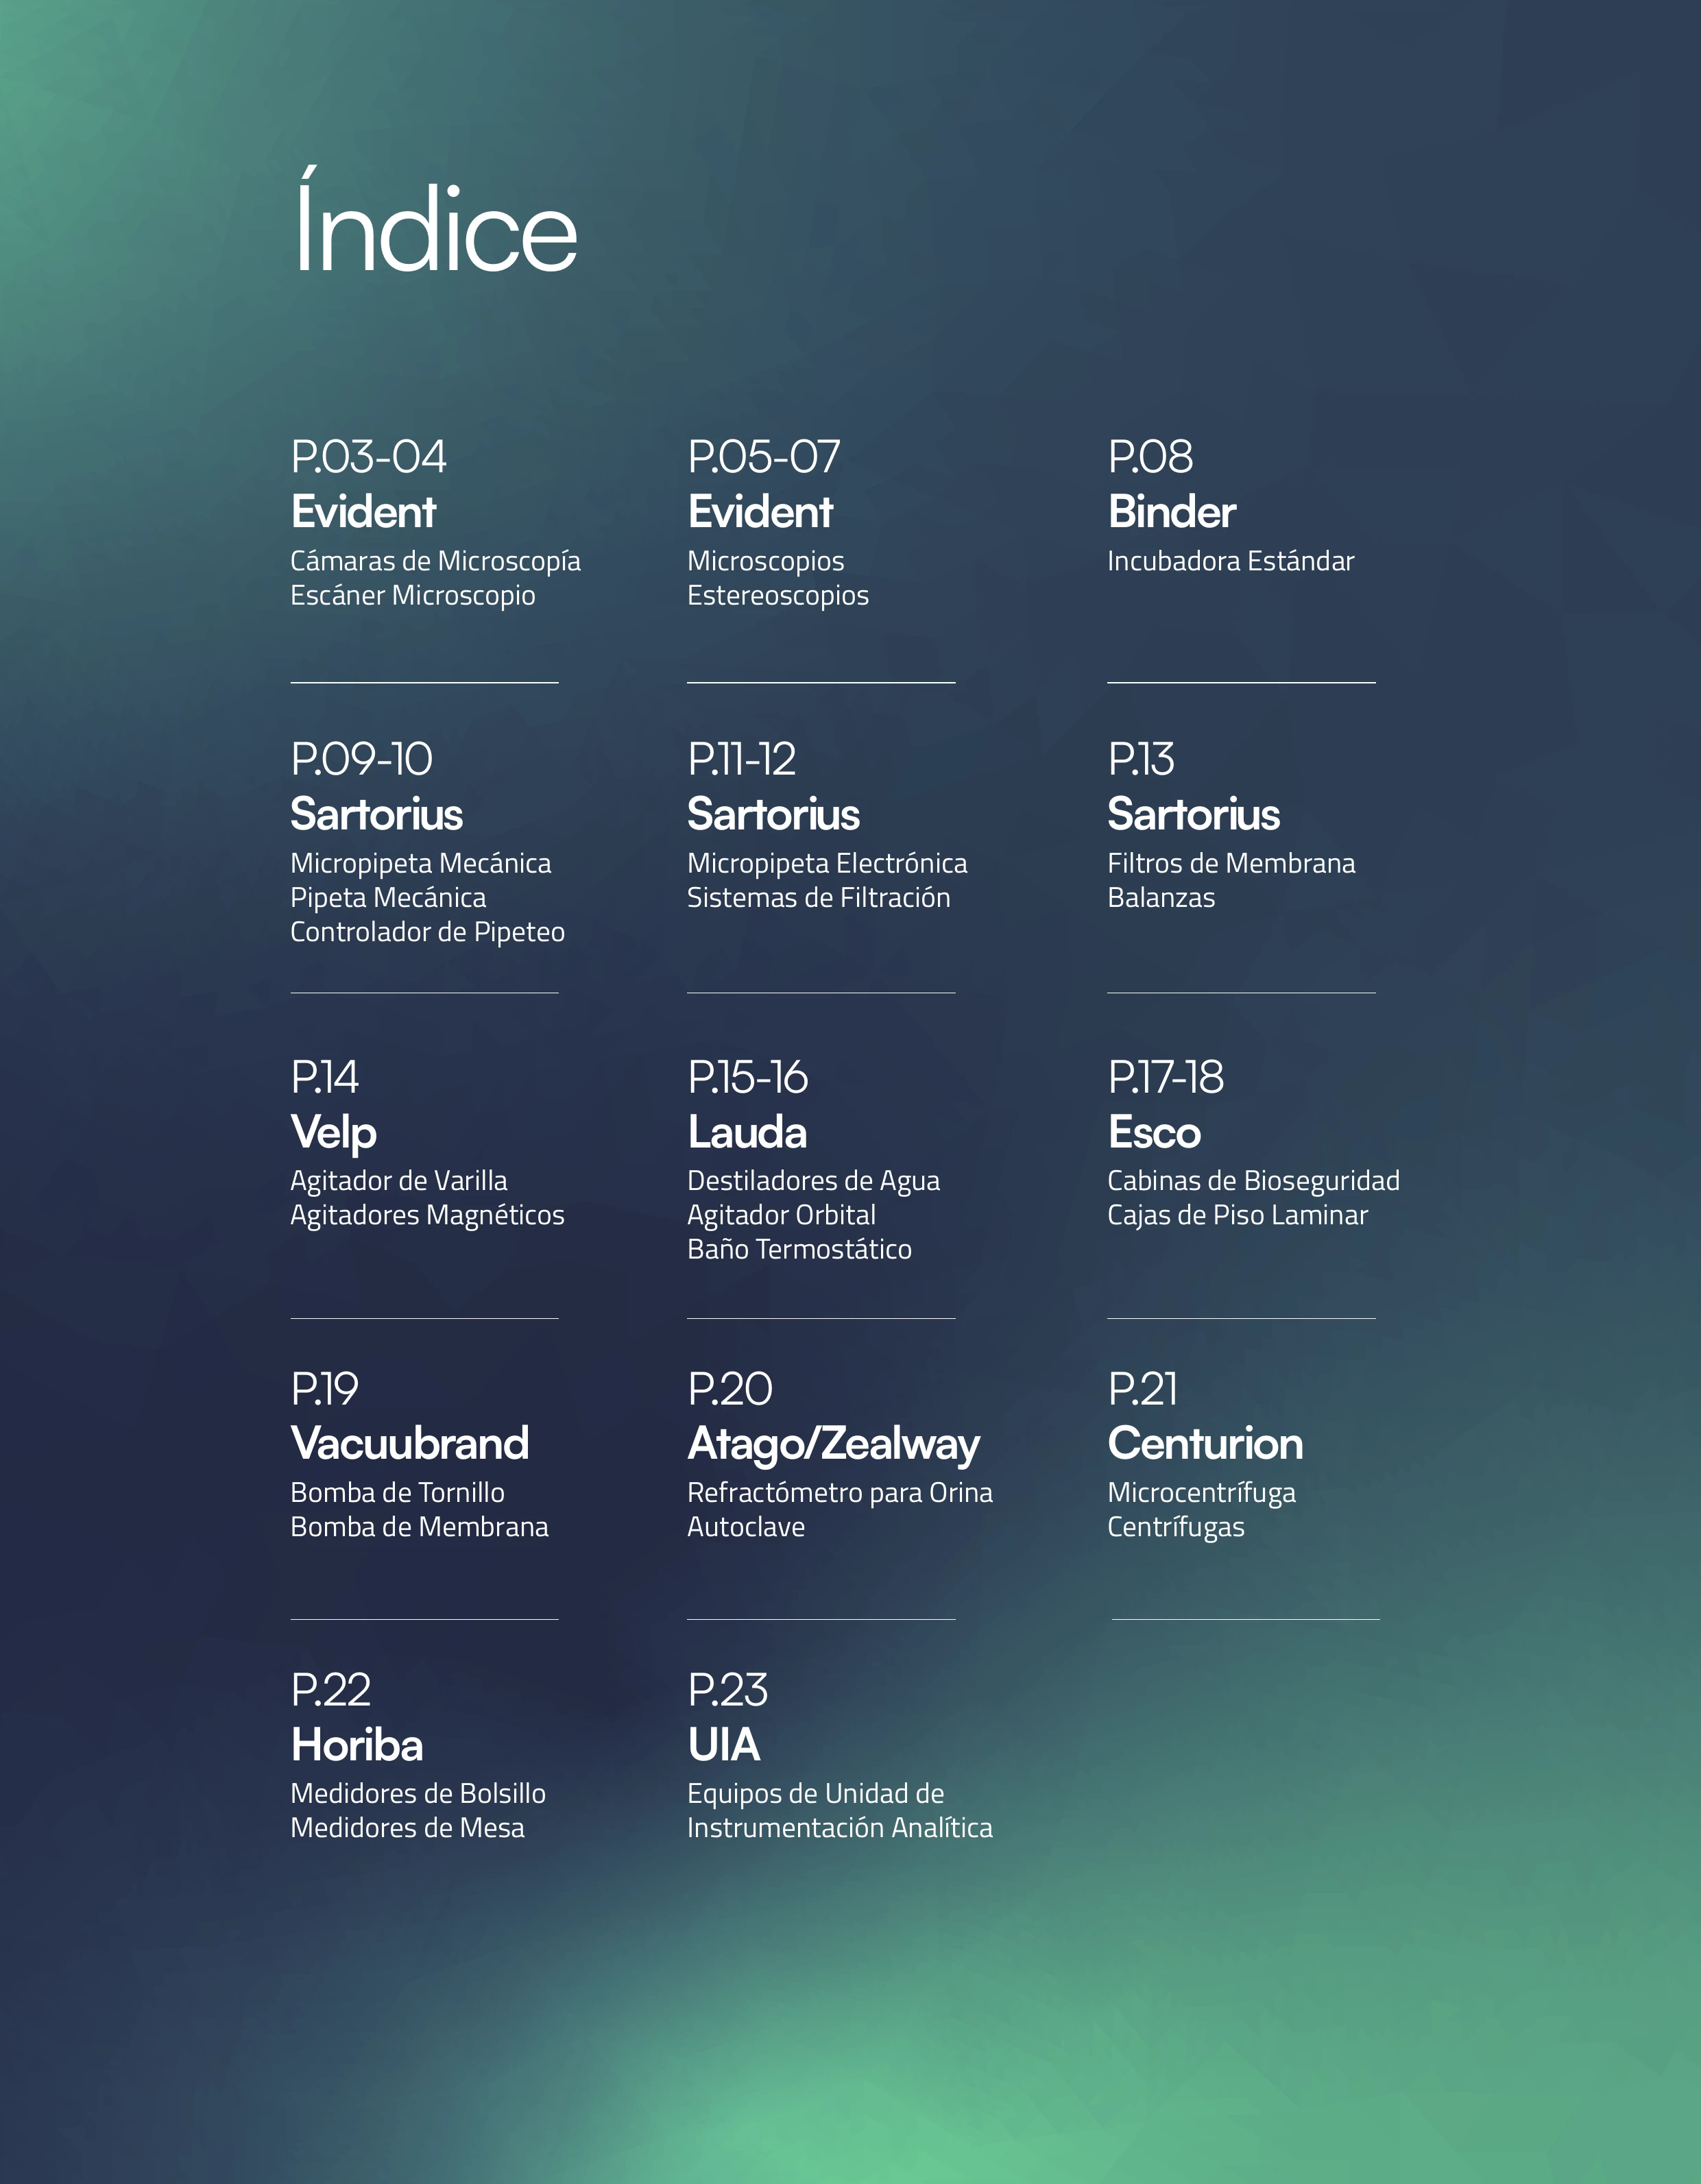 Índice
P.03-04
Evident
Cámaras de Microscopía
Escáner Microscopio
P.05-07
Evident
Microscopios
Estereoscopios
P.08
Binder
Incubadora Estándar
P.09-10
Sartorius
Micropipeta Mecánica
Pipeta Mecánica
Controlador de Pipeteo
P.11-12
Sartorius
Micropipeta Electrónica
Sistemas de Filtración
P.13
Sartorius
Filtros de Membrana
Balanzas
P.14
Velp
Agitador de Varilla
Agitadores Magnéticos
P.15-16
Lauda
Destiladores de Agua
Agitador Orbital
Baño Termostático
P.17-18
Esco
Cabinas de Bioseguridad
Cajas de Piso Laminar
P.19
Vacuubrand
Bomba de Tornillo
Bomba de Membrana
P.20
Atago/Zealway
Refractómetro para Orina
Autoclave
P.21
Centurion
Microcentrífuga
Centrífugas
P.22
Horiba
Medidores de Bolsillo
Medidores de Mesa
P.23
UIA
Equipos de Unidad de
Instrumentación Analítica